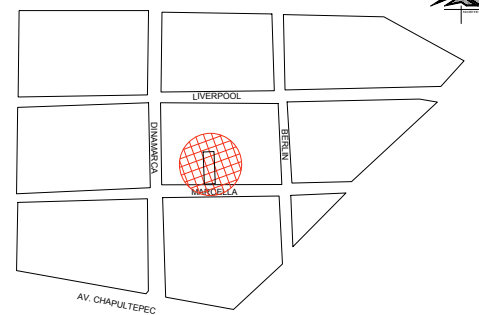 LIVERPOOL
DINAMARCA
BERLIN
MARCELLA
AV. CHAPULTEPEC